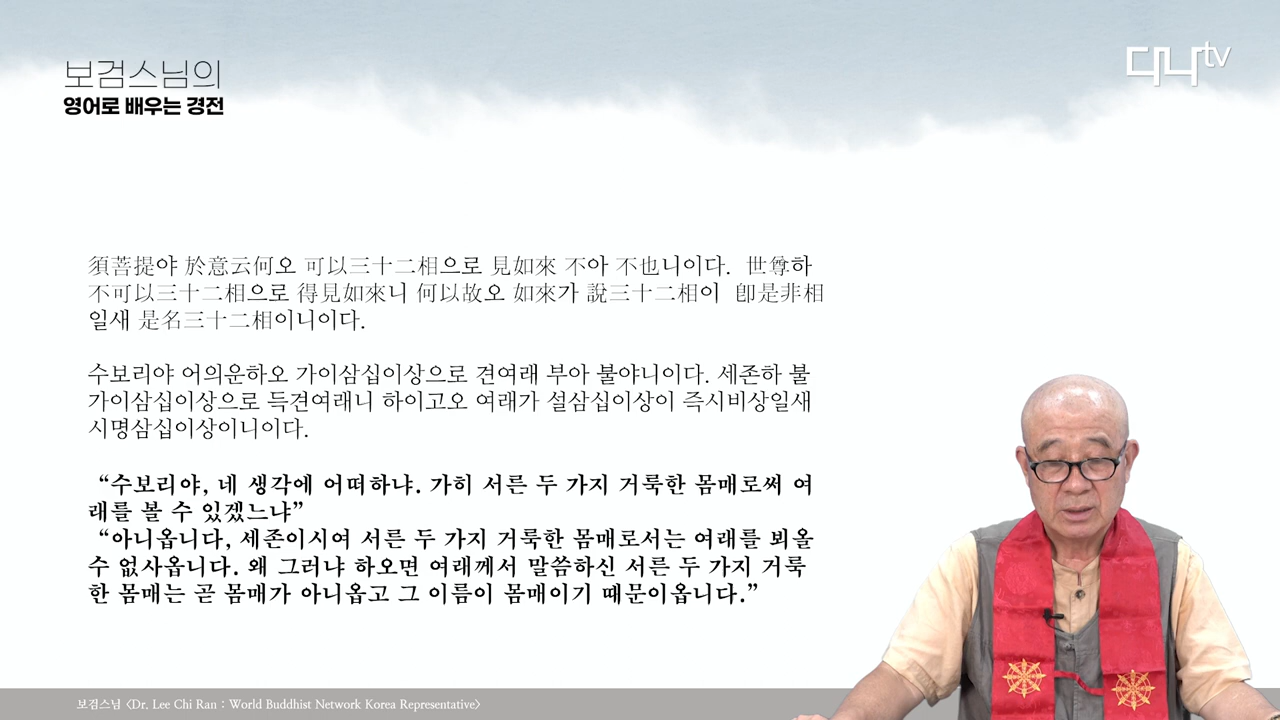 보검스님의
영어로 배우는 경전
다나tv
須菩提야 於意云何오 可以三十二相으로 見如來 不아 不也니이다. 世尊하
不可以三十二相으로 得見如來니 何以故오 如來가 說三十二相이 卽是非相
일새 是名三十二相이니이다.
수보리야 어의운하오 가이삼십이상으로 견여래 부아 불야니이다. 세존하 불
가이삼십이상으로 득견여래니 하이고오 여래가 설삼십이상이 즉시비상일새
시명삼십이상이니이다.
“수보리야, 네 생각에 어떠하냐. 가히 서른 두 가지 거룩한 몸매로써 여
래를 볼 수 있겠느냐”
“아니옵니다, 세존이시여 서른 두 가지 거룩한 몸매로서는 여래를 뵈올
수 없사옵니다. 왜 그러냐 하오면 여래께서 말씀하신 서른 두 가지 거룩
한 몸매는 곧 몸매가 아니옵고 그 이름이 몸매이기 때문이옵니다.”
보검스님 <Dr. Lee Chi Ran : World Buddhist Network Korea Representative>